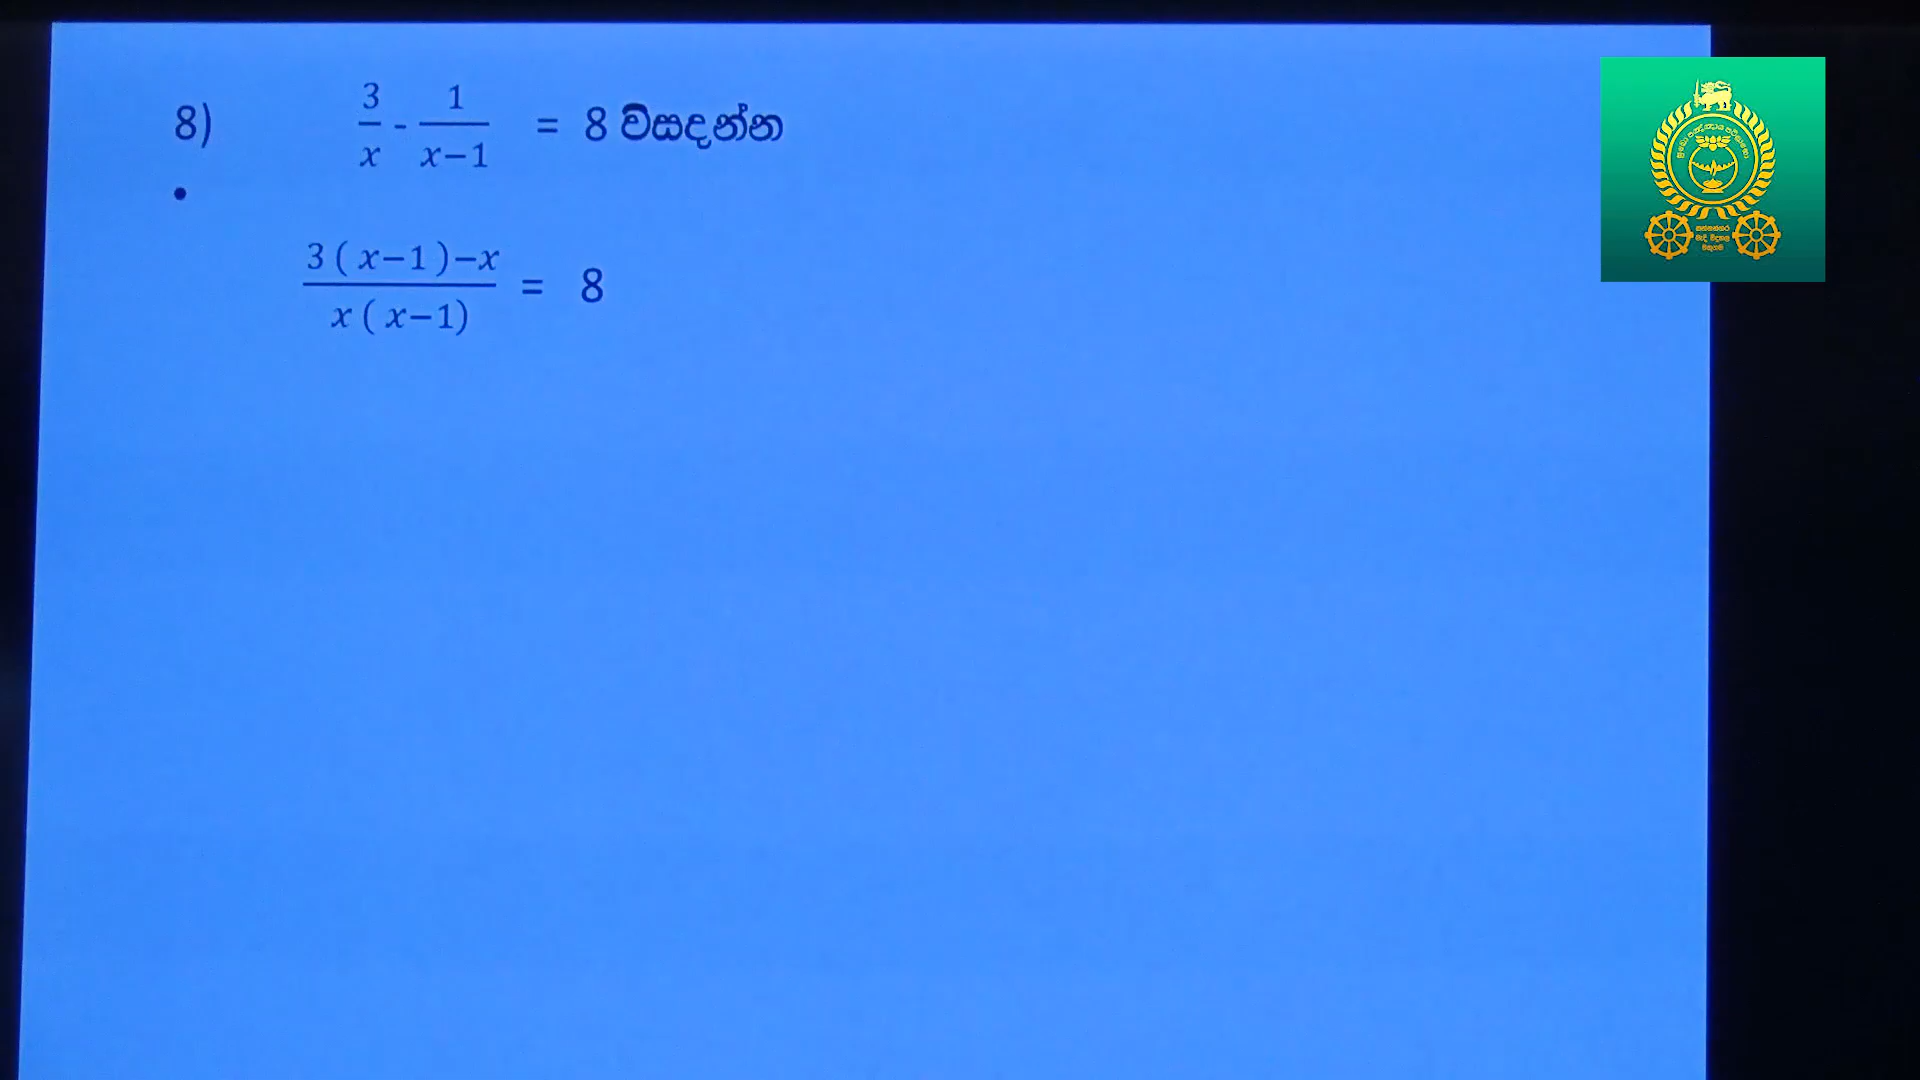 8) 3/x - 1/(x−1) = 8 විසඳන්න
•
(3 ( x−1 )−x)/(x ( x−1)) = 8